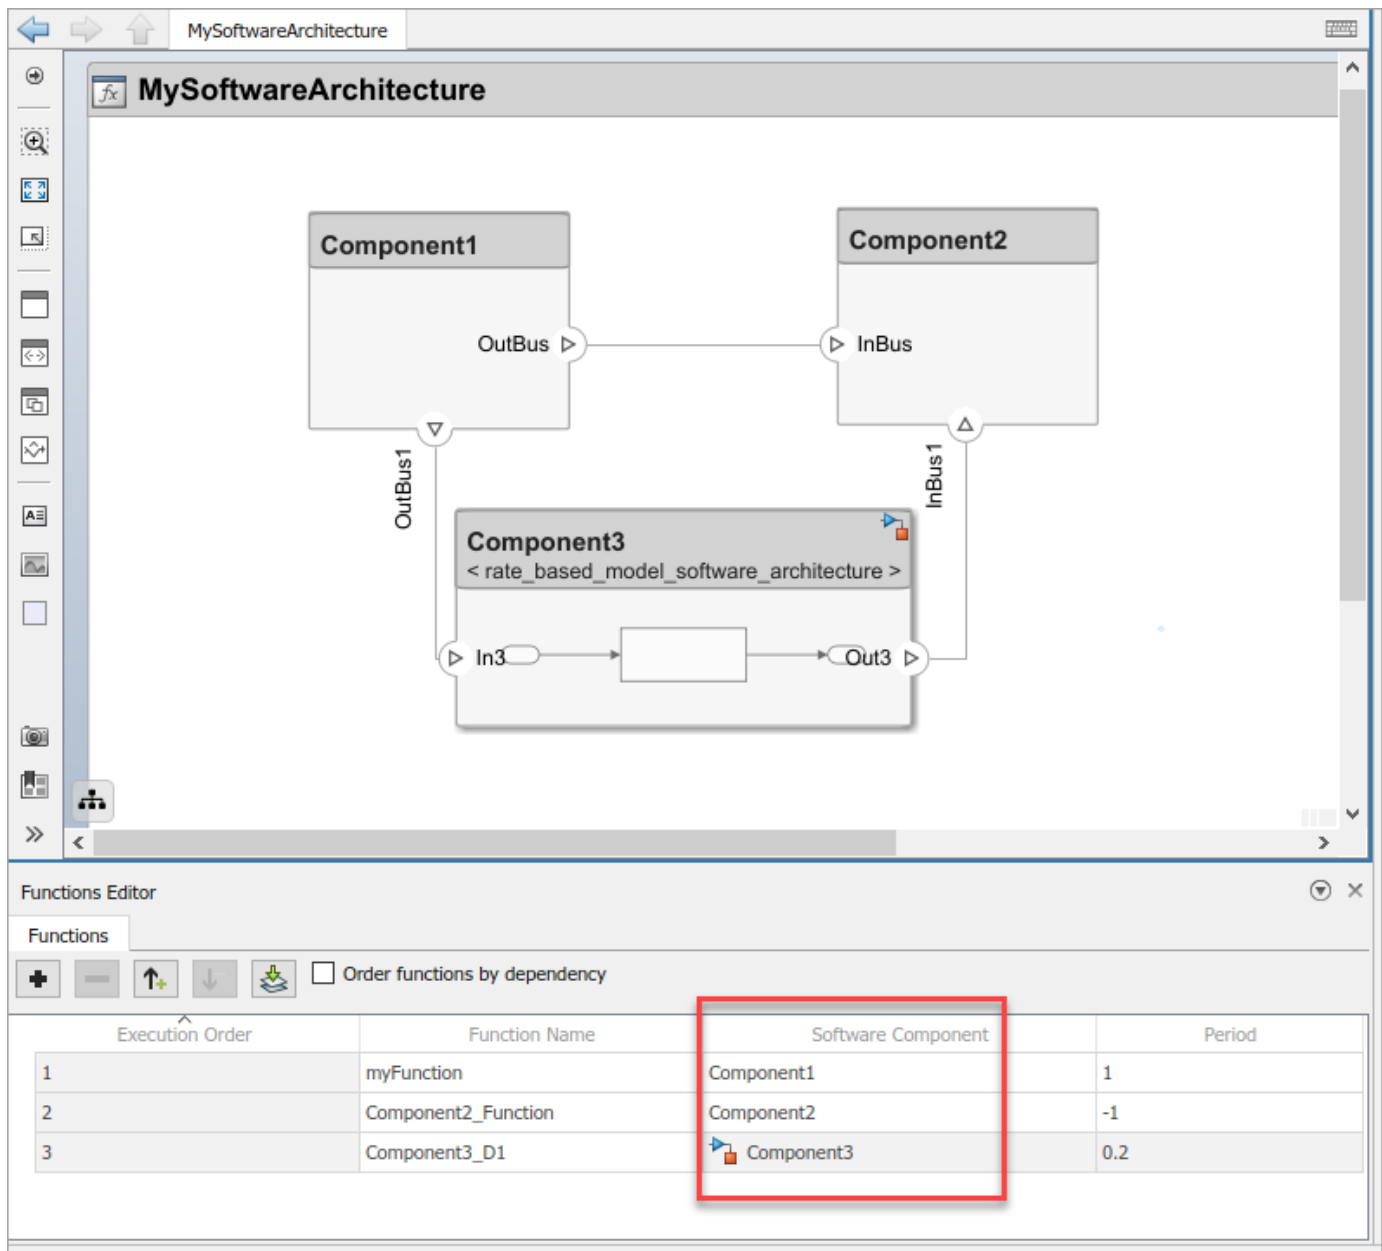 MySoftwareArchitecture
MySoftwareArchitecture
Component1
Component2
OutBus
InBus
OutBus1
InBus1
Component3
< rate_based_model_software_architecture >
In3
Out3
Functions Editor
Functions
Order functions by dependency
Execution Order Function Name Software Component Period
1 myFunction Component1 1
2 Component2_Function Component2 -1
3 Component3_D1 Component3 0.2